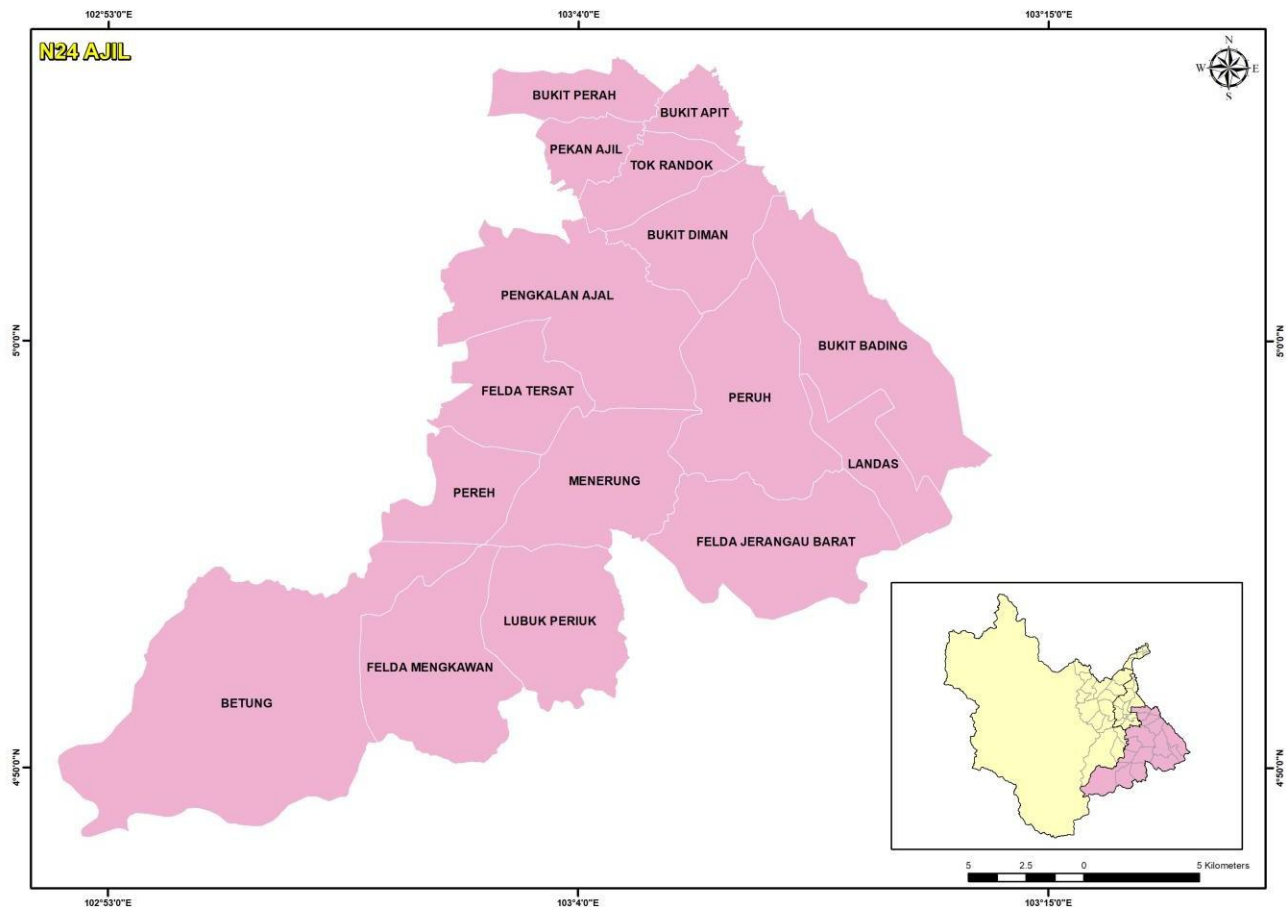 102°53'0"E
103°4'0"E
103°15'0"E
N24 AJIL
N
W
E
S
BUKIT PERAH
BUKIT APIT
PEKAN AJIL
TOK RANDOK
BUKIT DIMAN
PENGKALAN AJAL
5°0'0"N
5°0'0"N
BUKIT BADING
FELDA TERSAT
PERUH
LANDAS
MENERUNG
PEREH
FELDA JERANGAU BARAT
LUBUK PERIUK
FELDA MENGKAWAN
BETUNG
4°50'0"N
4°50'0"N
5 2.5 0 5 Kilometers
102°53'0"E
103°4'0"E
103°15'0"E